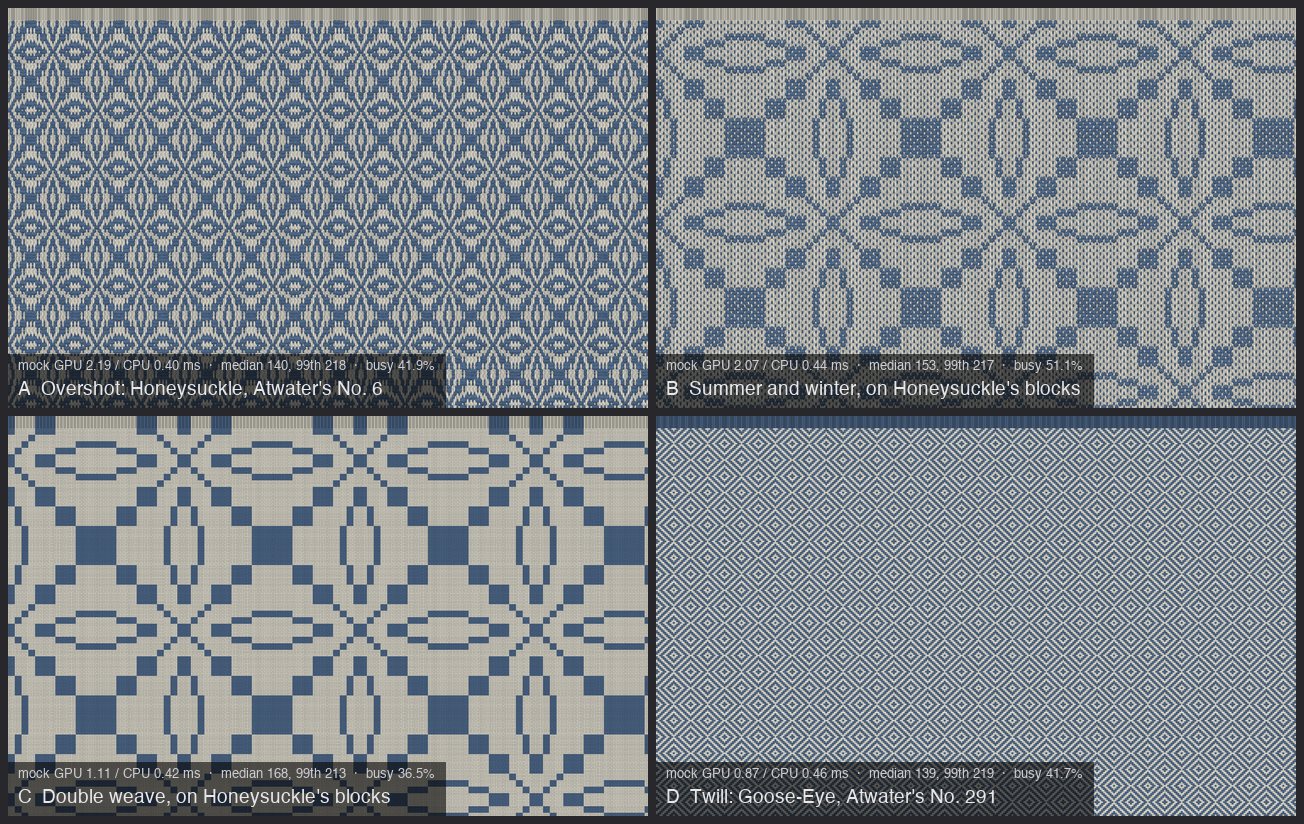 mock GPU 2.19 / CPU 0.40 ms · median 140, 99th 218 · busy 41.9%
A Overshot: Honeysuckle, Atwater's No. 6
mock GPU 2.07 / CPU 0.44 ms · median 153, 99th 217 · busy 51.1%
B Summer and winter, on Honeysuckle's blocks
mock GPU 1.11 / CPU 0.42 ms · median 168, 99th 213 · busy 36.5%
C Double weave, on Honeysuckle's blocks
mock GPU 0.87 / CPU 0.46 ms · median 139, 99th 219 · busy 41.7%
D Twill: Goose-Eye, Atwater's No. 291